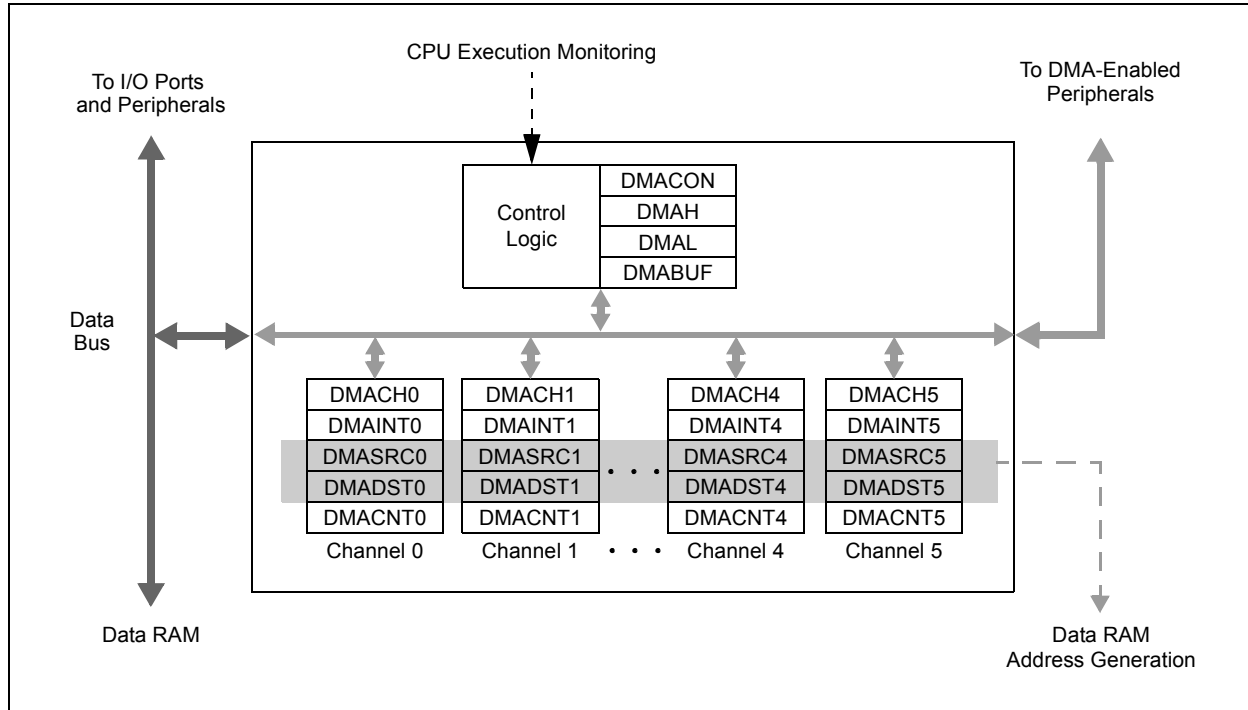 CPU Execution Monitoring
To I/O Ports
and Peripherals
To DMA-Enabled
Peripherals
Control
Logic
DMACON
DMAH
DMAL
DMABUF
Data
Bus
DMACH0
DMAINT0
DMASRC0
DMADST0
DMACNT0
Channel 0
DMACH1
DMAINT1
DMASRC1
DMADST1
DMACNT1
Channel 1
. . .
. . .
DMACH4
DMAINT4
DMASRC4
DMADST4
DMACNT4
Channel 4
DMACH5
DMAINT5
DMASRC5
DMADST5
DMACNT5
Channel 5
Data RAM
Data RAM
Address Generation